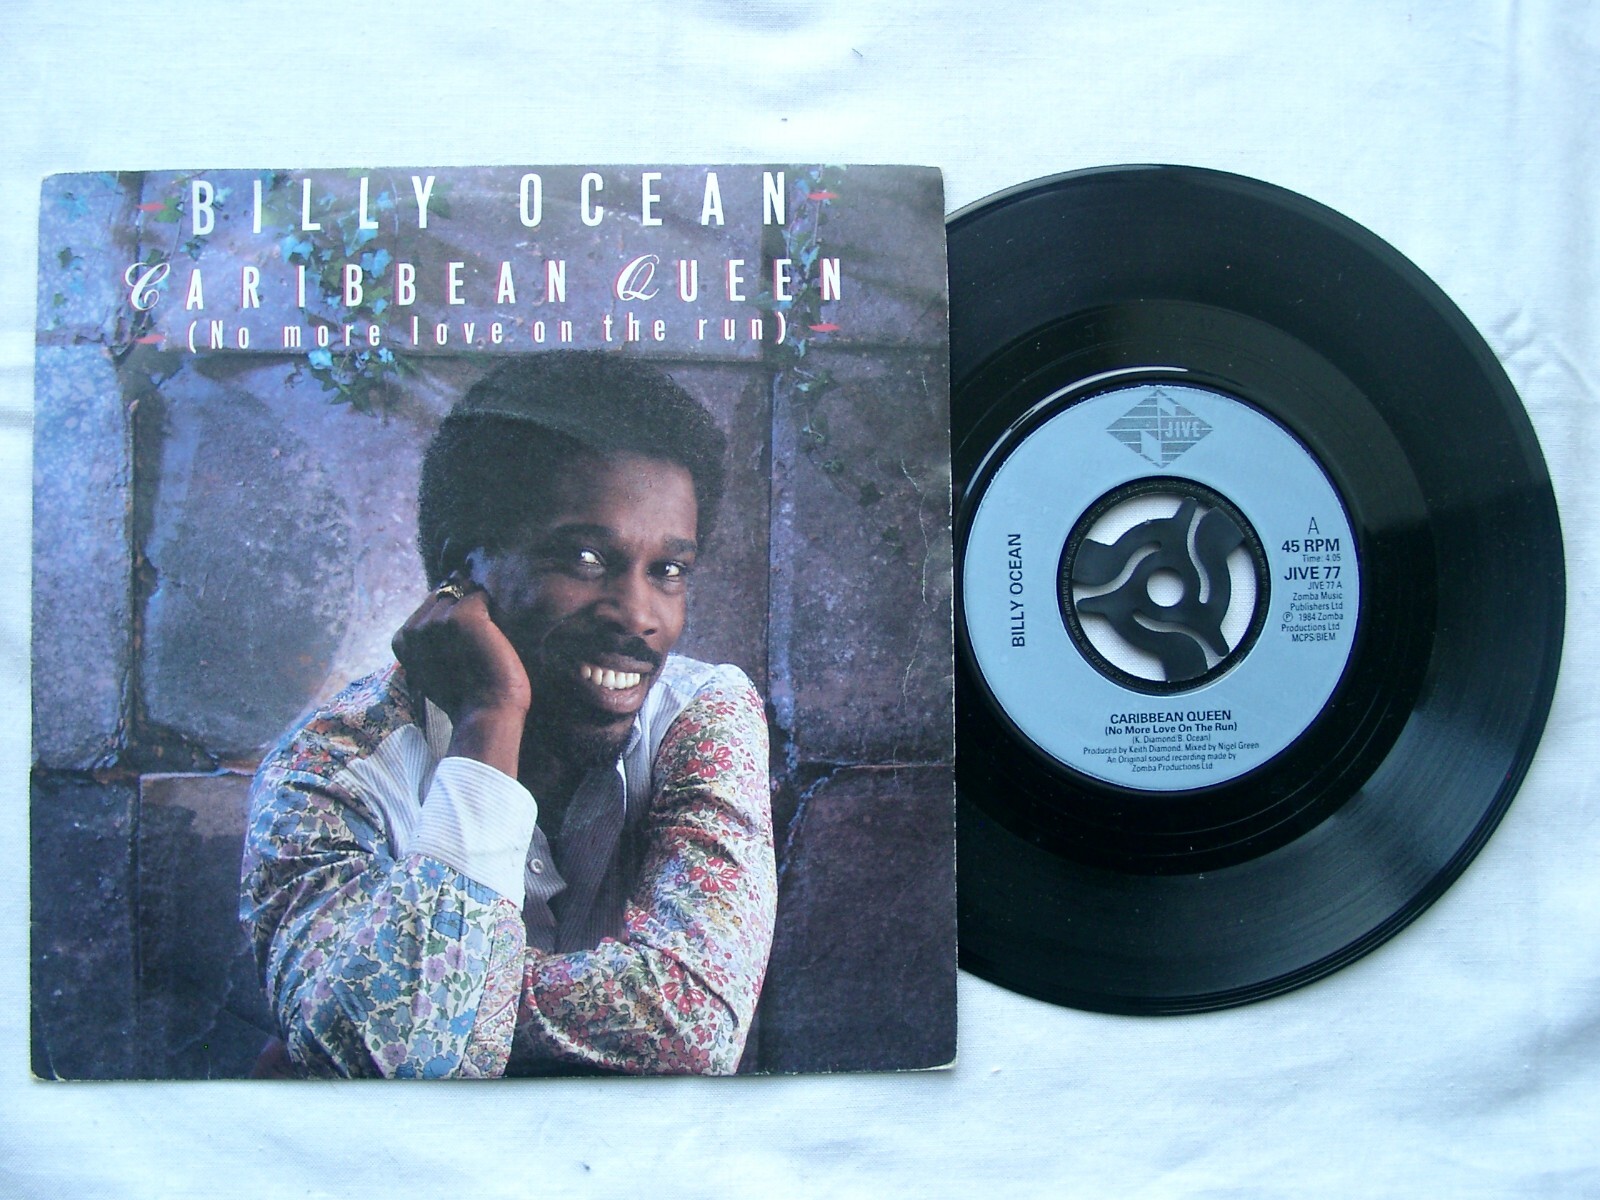 BILLY OCEAN
CARIBBEAN QUEEN
(No more love on the run)
JIVE
BILLY OCEAN
A
45 RPM
Time: 4.05
JIVE 77
JIVE 77 A
Zomba Music
Publishers Ltd
Ⓟ 1984 Zomba
Productions Ltd
MCPS/BIEM
CARIBBEAN QUEEN
(No More Love On The Run)
(K. Diamond/B. Ocean)
Produced by Keith Diamond. Mixed by Nigel Green
An Original sound recording made by
Zomba Productions Ltd